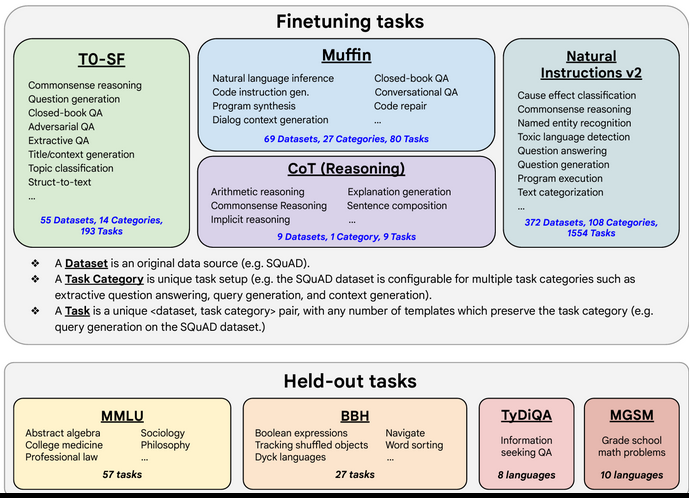 Finetuning tasks
T0-SF
Commonsense reasoning
Question generation
Closed-book QA
Adversarial QA
Extractive QA
Title/context generation
Topic classification
Struct-to-text
...
55 Datasets, 14 Categories,
193 Tasks
Muffin
Natural language inference
Code instruction gen.
Program synthesis
Dialog context generation
Closed-book QA
Conversational QA
Code repair
...
69 Datasets, 27 Categories, 80 Tasks
CoT (Reasoning)
Arithmetic reasoning
Commonsense Reasoning
Implicit reasoning
Explanation generation
Sentence composition
...
9 Datasets, 1 Category, 9 Tasks
Natural
Instructions v2
Cause effect classification
Commonsense reasoning
Named entity recognition
Toxic language detection
Question answering
Question generation
Program execution
Text categorization
...
372 Datasets, 108 Categories,
1554 Tasks
❖ A Dataset is an original data source (e.g. SQuAD).
❖ A Task Category is unique task setup (e.g. the SQuAD dataset is configurable for multiple task categories such as
extractive question answering, query generation, and context generation).
❖ A Task is a unique <dataset, task category> pair, with any number of templates which preserve the task category (e.g.
query generation on the SQuAD dataset.)
Held-out tasks
MMLU
Abstract algebra
College medicine
Professional law
Sociology
Philosophy
...
57 tasks
BBH
Boolean expressions
Tracking shuffled objects
Dyck languages
Navigate
Word sorting
...
27 tasks
TyDiQA
Information
seeking QA
8 languages
MGSM
Grade school
math problems
10 languages